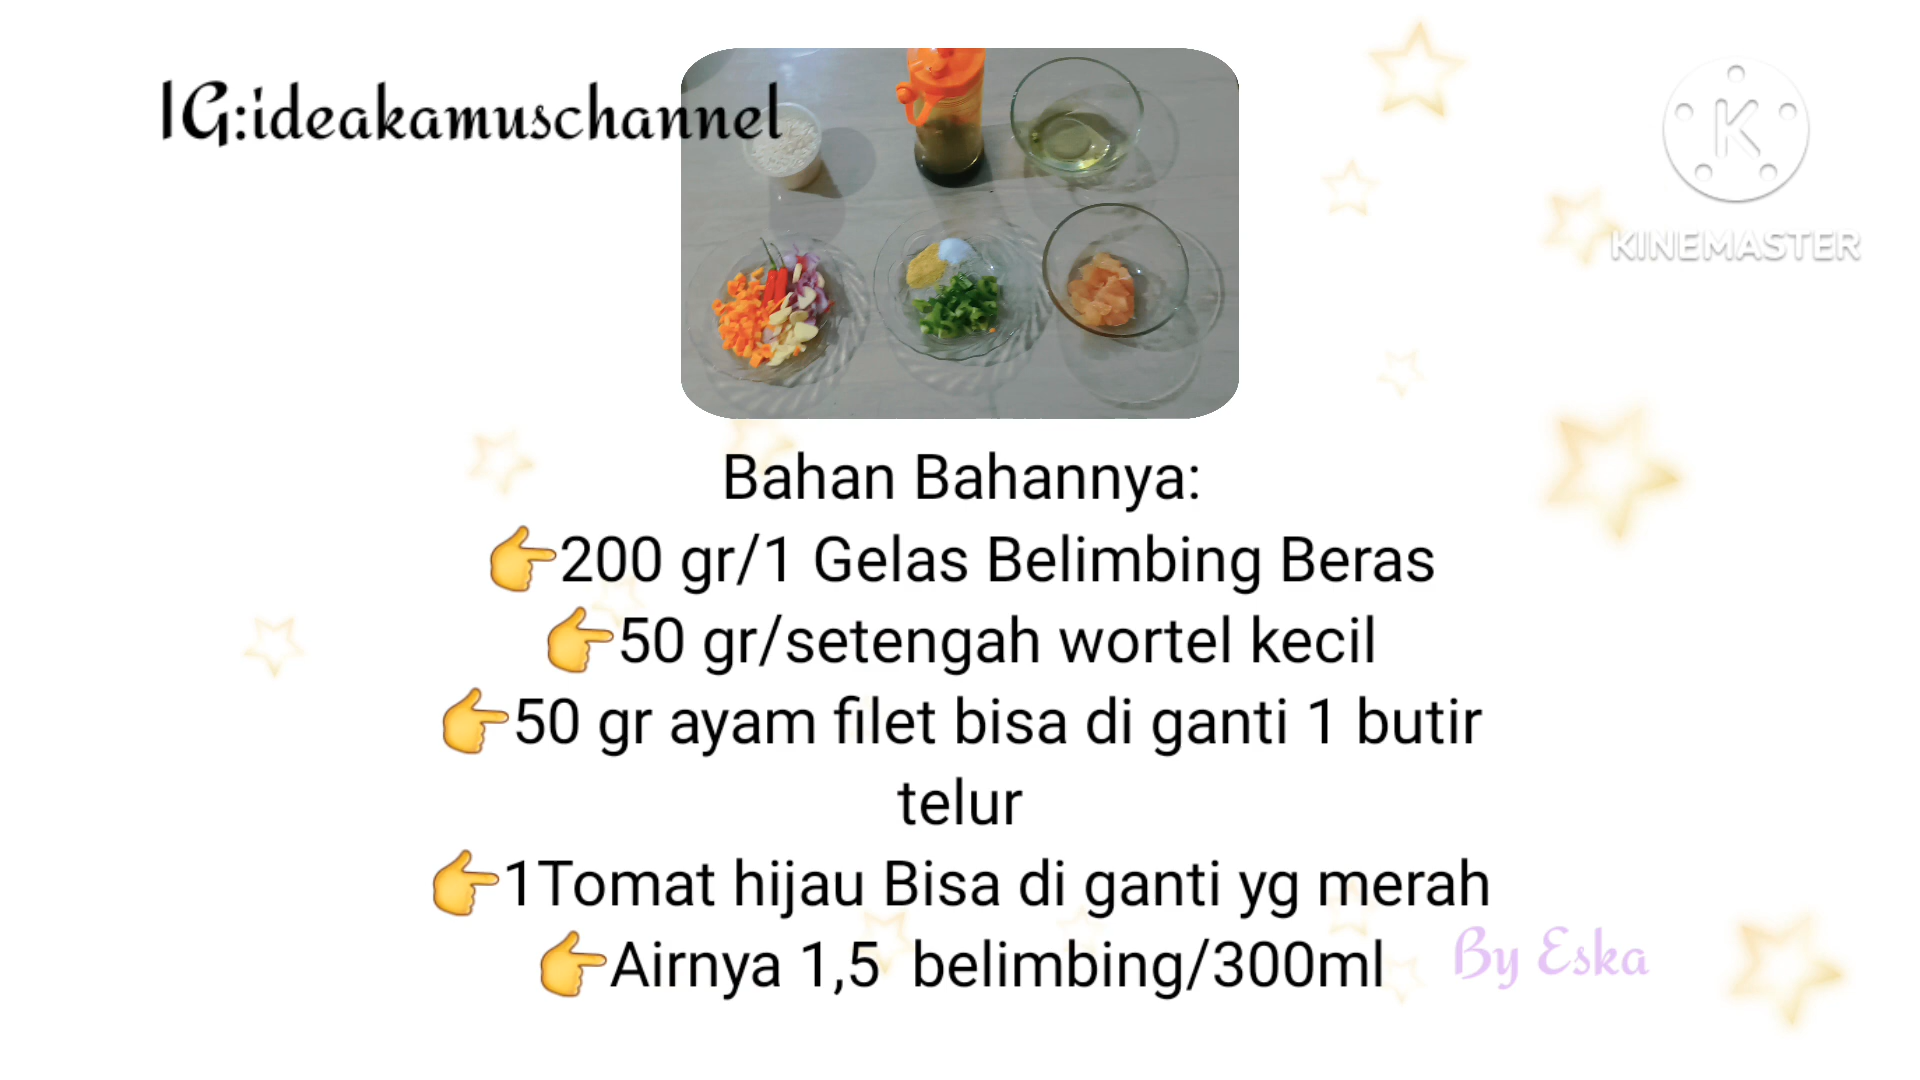 IG:ideakamuschannel
KINEMASTER
Bahan Bahannya:
👉200 gr/1 Gelas Belimbing Beras
👉50 gr/setengah wortel kecil
👉50 gr ayam filet bisa di ganti 1 butir
telur
👉1Tomat hijau Bisa di ganti yg merah
👉Airnya 1,5  belimbing/300ml
By Eska